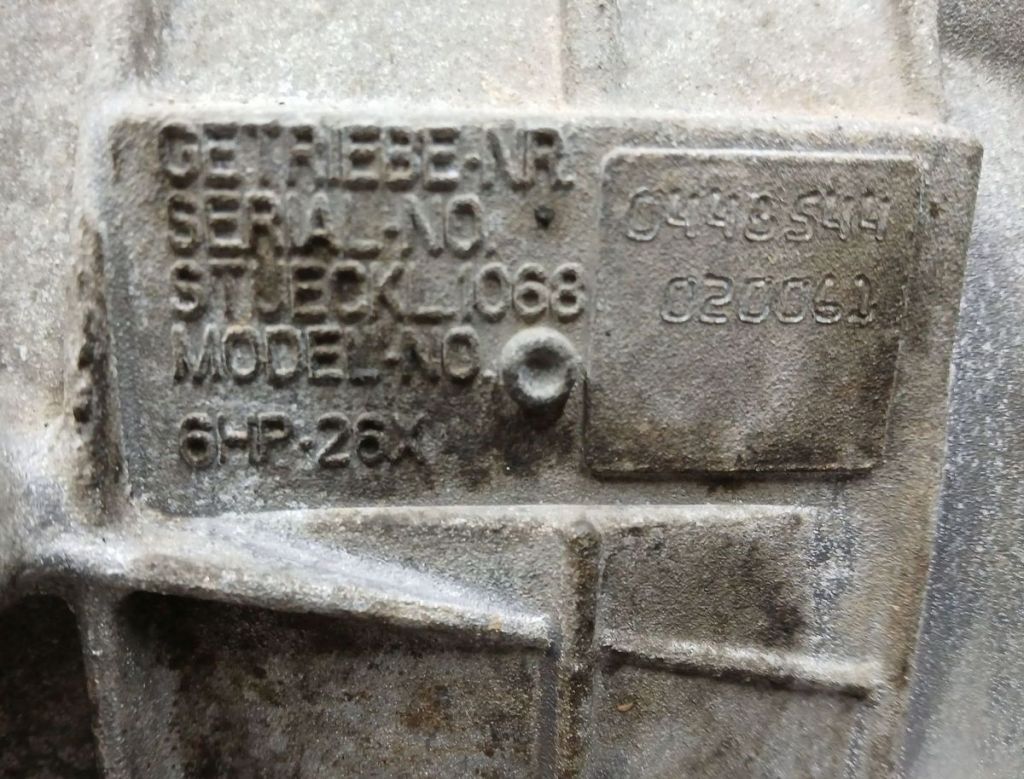 GETRIEBE-NR.
SERIAL-NO.
STUECKL.1068
MODEL-NO.
6HP-26X
0448544
020061